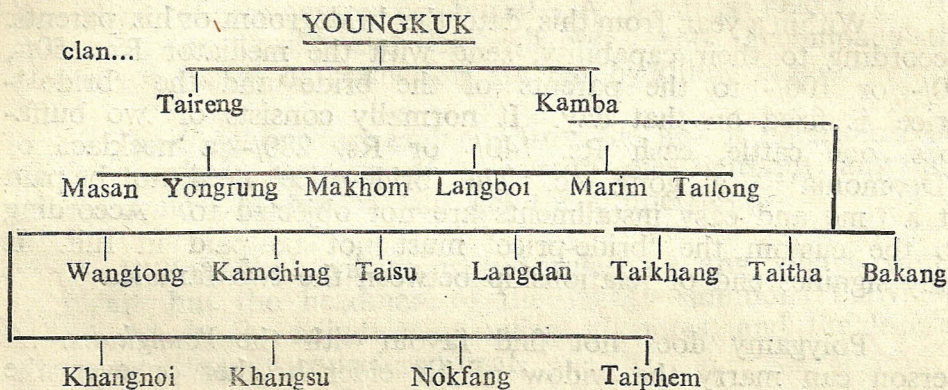 YOUNGKUK
clan...
Taireng Kamba
Masan Yongrung Makhom Langboi Marim Tailong
Wangtong Kamching Taisu Langdan Taikhang Taitha Bakang
Khangnoi Khangsu Nokfang Taiphem